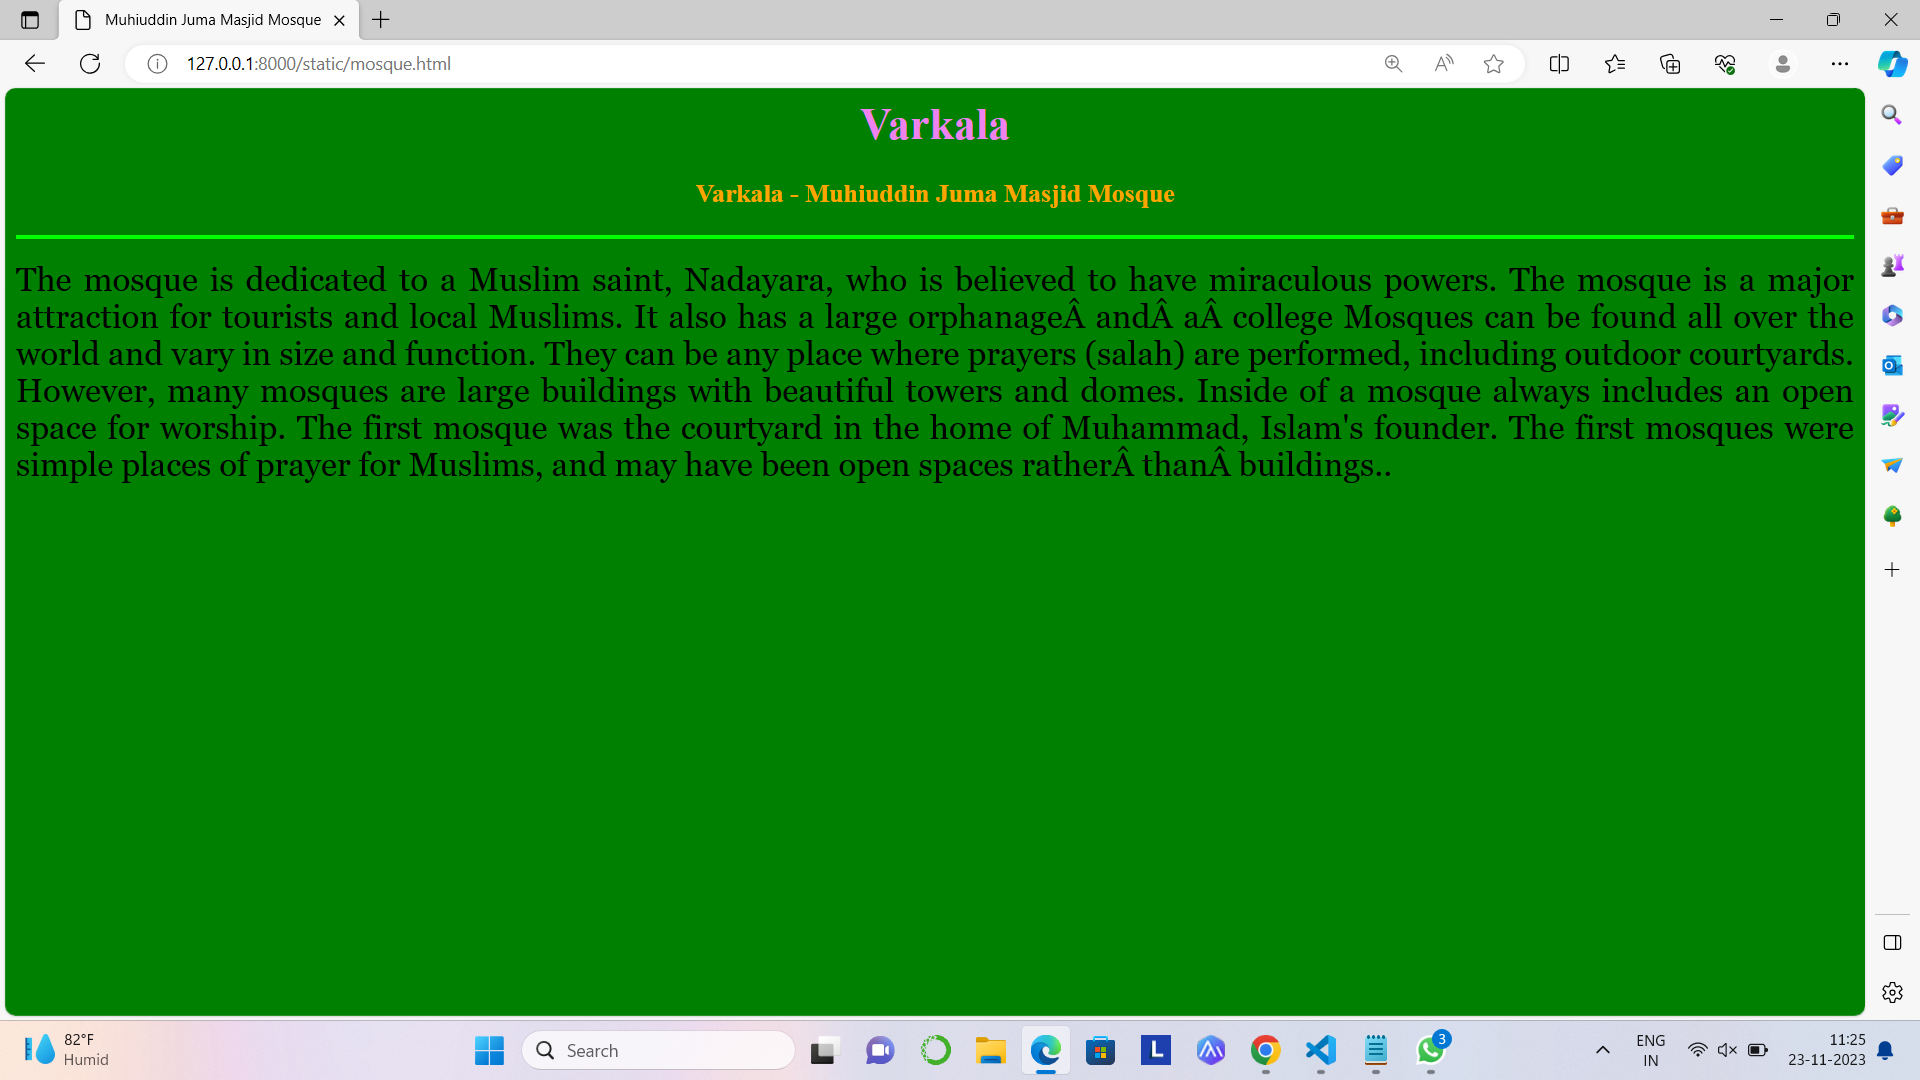 Muhiuddin Juma Masjid Mosque
127.0.0.1:8000/static/mosque.html
Varkala
Varkala - Muhiuddin Juma Masjid Mosque
The mosque is dedicated to a Muslim saint, Nadayara, who is believed to have miraculous powers. The mosque is a major
attraction for tourists and local Muslims. It also has a large orphanageÂ andÂ aÂ college Mosques can be found all over the
world and vary in size and function. They can be any place where prayers (salah) are performed, including outdoor courtyards.
However, many mosques are large buildings with beautiful towers and domes. Inside of a mosque always includes an open
space for worship. The first mosque was the courtyard in the home of Muhammad, Islam's founder. The first mosques were
simple places of prayer for Muslims, and may have been open spaces ratherÂ thanÂ buildings..
82°F
Humid
Search
L
3
ENG
IN
11:25
23-11-2023